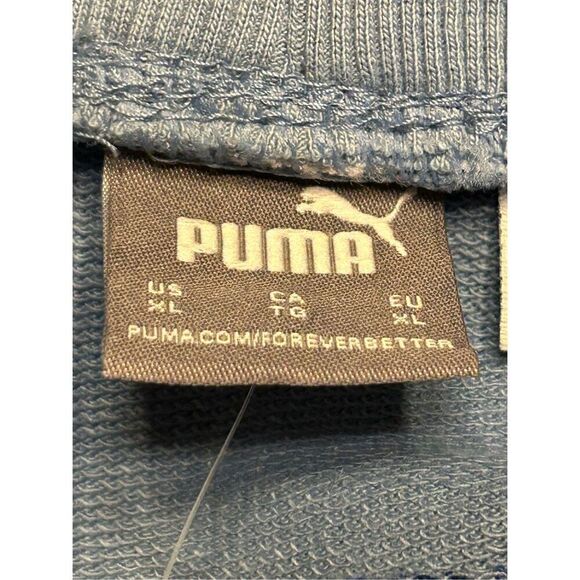 PUMA
US CA EU
XL TG XL
PUMA.COM/FOREVERBETTER